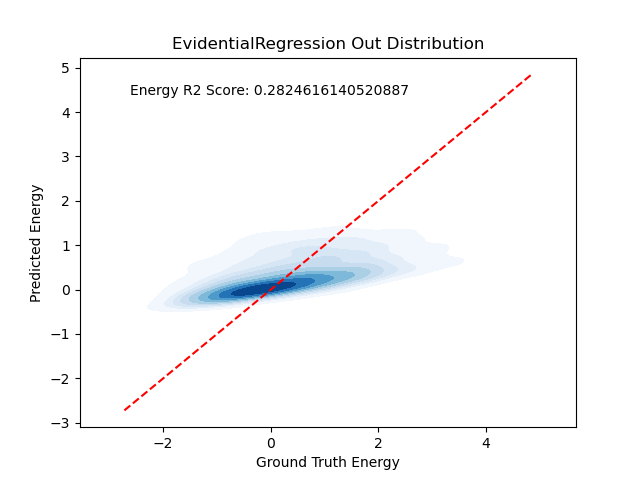 EvidentialRegression Out Distribution
Energy R2 Score: 0.2824616140520887
5
4
3
2
1
0
−1
−2
−3
Predicted Energy
−2 0 2 4
Ground Truth Energy